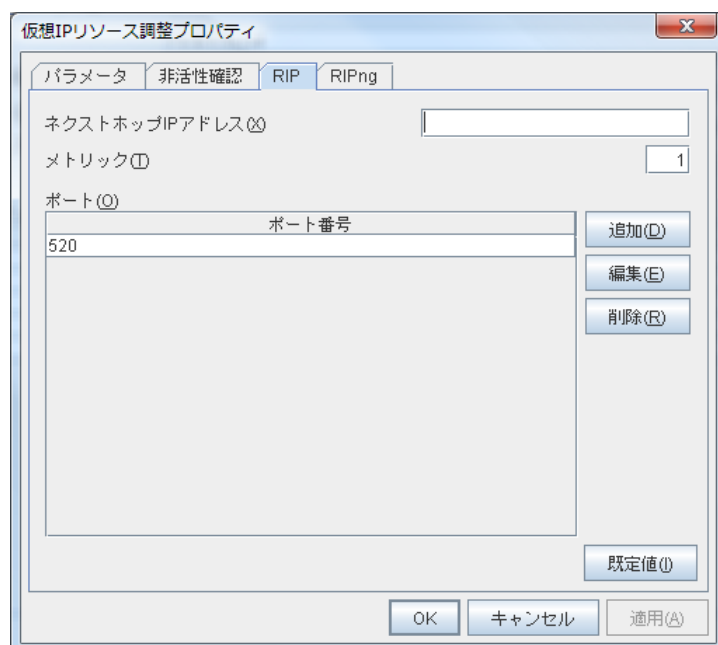 仮想IPリソース調整プロパティ
パラメータ 非活性確認 RIP RIPng
ネクストホップIPアドレス(X)
メトリック(T) 1
ポート(O)
ポート番号
520
追加(D)
編集(E)
削除(R)
既定値(I)
OK キャンセル 適用(A)